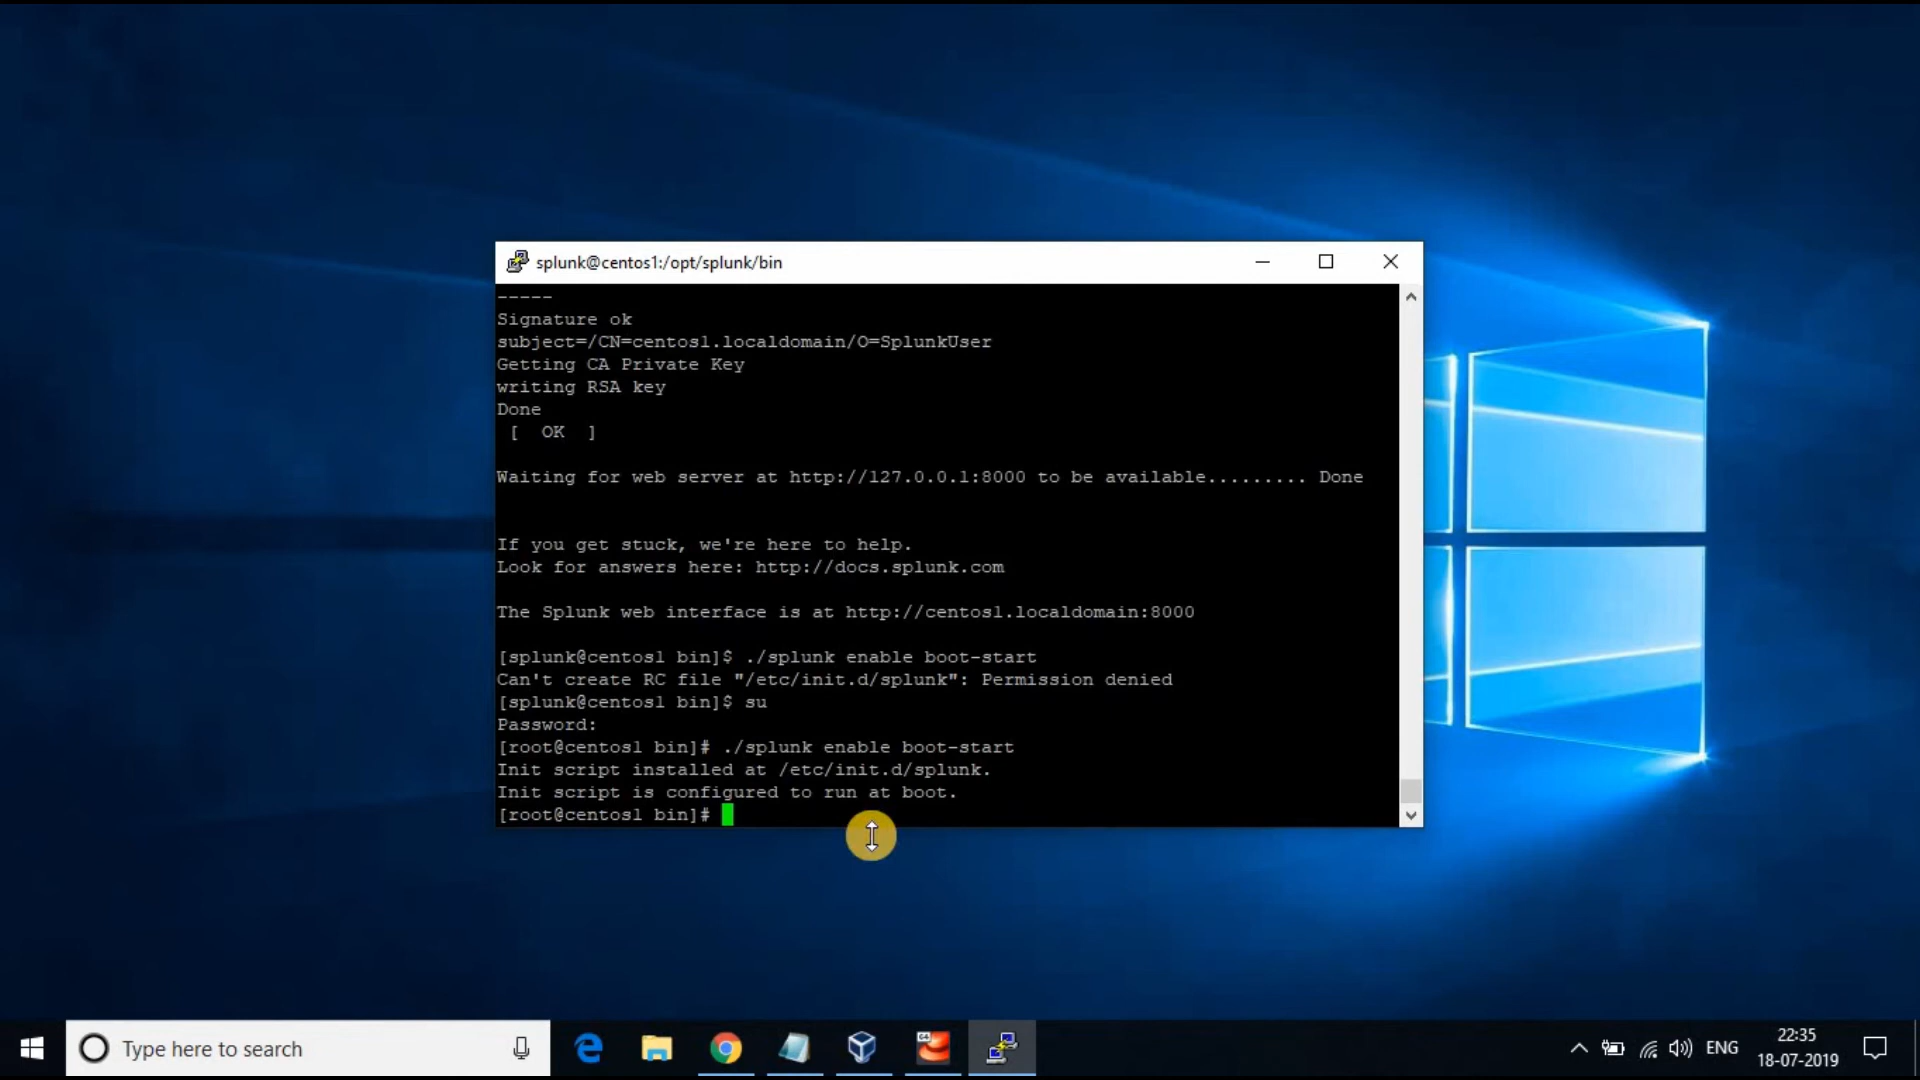 splunk@centos1:/opt/splunk/bin
-----
Signature ok
subject=/CN=centos1.localdomain/O=SplunkUser
Getting CA Private Key
writing RSA key
Done
[  OK  ]
Waiting for web server at http://127.0.0.1:8000 to be available......... Done
If you get stuck, we're here to help.
Look for answers here: http://docs.splunk.com
The Splunk web interface is at http://centos1.localdomain:8000
[splunk@centos1 bin]$ ./splunk enable boot-start
Can't create RC file "/etc/init.d/splunk": Permission denied
[splunk@centos1 bin]$ su
Password:
[root@centos1 bin]# ./splunk enable boot-start
Init script installed at /etc/init.d/splunk.
Init script is configured to run at boot.
[root@centos1 bin]#
Type here to search
64
ENG
22:35
18-07-2019